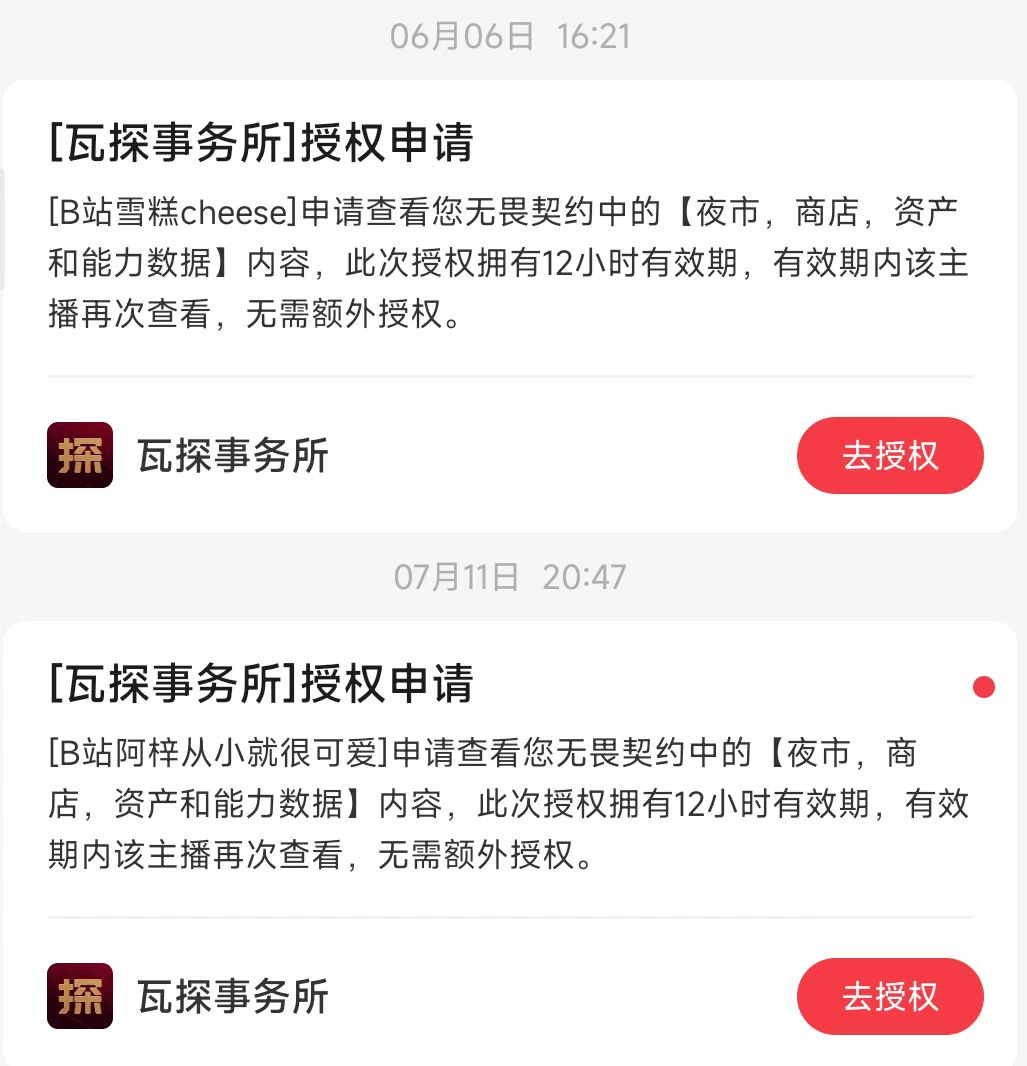 06月06日 16:21
[瓦探事务所]授权申请
[B站雪糕cheese]申请查看您无畏契约中的【夜市，商店，资产
和能力数据】内容，此次授权拥有12小时有效期，有效期内该主
播再次查看，无需额外授权。
探
瓦探事务所
去授权
07月11日 20:47
[瓦探事务所]授权申请
[B站阿梓从小就很可爱]申请查看您无畏契约中的【夜市，商
店，资产和能力数据】内容，此次授权拥有12小时有效期，有效
期内该主播再次查看，无需额外授权。
探
瓦探事务所
去授权